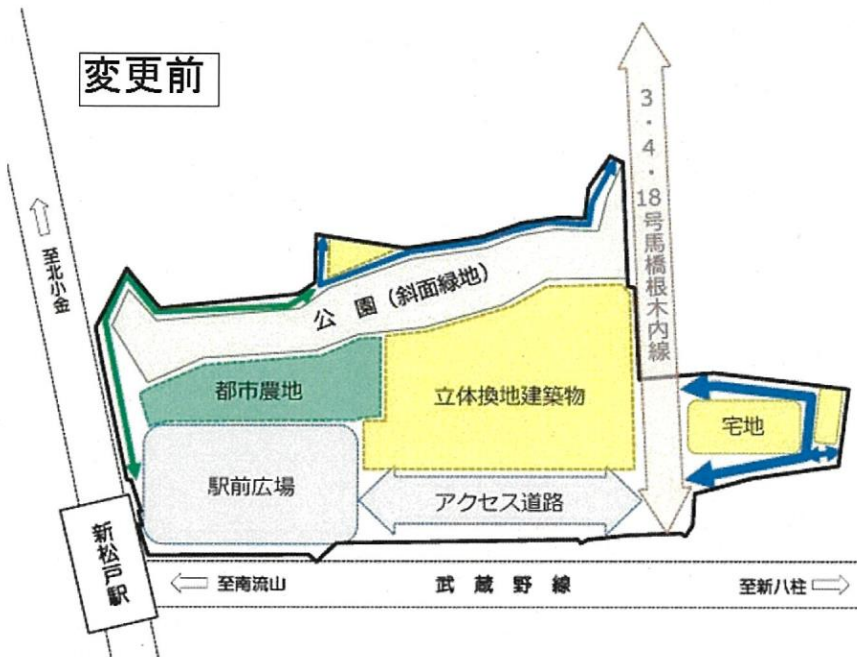 変更前
3・4・18号馬橋根木内線
至北小金
公園(斜面緑地)
都市農地
立体換地建築物
宅地
駅前広場
アクセス道路
新松戸駅
至南流山
武蔵野線
至新八柱